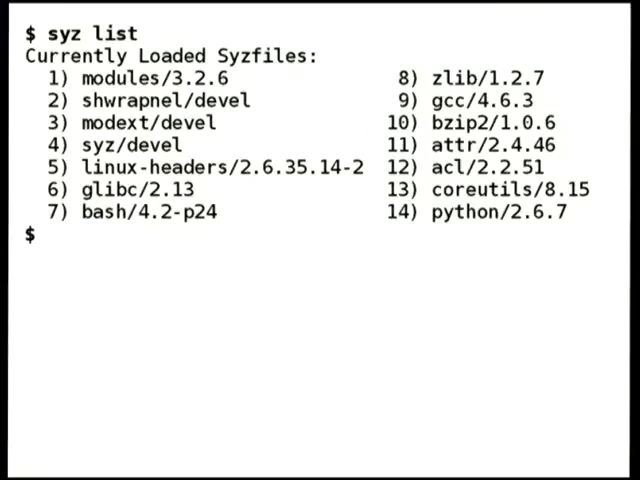 $ syz list
Currently Loaded Syzfiles:
1) modules/3.2.6 8) zlib/1.2.7
2) shwrapnel/devel 9) gcc/4.6.3
3) modext/devel 10) bzip2/1.0.6
4) syz/devel 11) attr/2.4.46
5) linux-headers/2.6.35.14-2 12) acl/2.2.51
6) glibc/2.13 13) coreutils/8.15
7) bash/4.2-p24 14) python/2.6.7
$